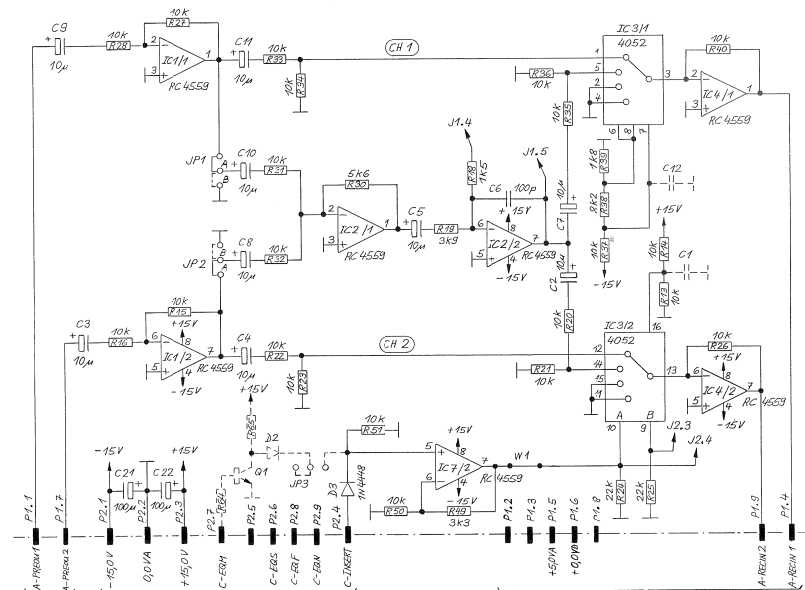 C9
10µ
10k
R28
10k
R27
2
3
1
IC1/1
RC4559
C11
10µ
10k
R33
10k
R34
CH 1
R36
10k
10k
R35
IC3/1
4052
1
5
2
4
3
6
8
7
10k
R40
2
3
1
IC4/1
RC4559
JP1
A
B
C10
10µ
10k
R31
5k6
R30
2
3
1
IC2/1
RC4559
C5
10µ
R19
3k9
J1.4
R18
1k5
C6
100p
J1.5
+15V
6
5
8
4
7
IC2/2
RC4559
-15V
10µ
C7
10µ
C2
1k8
R39
8k2
R38
10k
R37
-15V
C12
+15V
10k
R14
C1
R13
10k
JP2
B
A
C8
10µ
10k
R32
C3
10µ
10k
R16
10k
R15
+15V
6
5
8
4
7
IC1/2
RC4559
-15V
C4
10µ
10k
R22
10k
R23
CH 2
10k
R20
R21
10k
IC3/2
4052
16
12
14
15
11
13
A
B
10
9
10k
R26
+15V
6
5
8
4
7
IC4/2
RC 4559
-15V
J2.3
J2.4
+15V
R65
D2
JP3
Q1
R64
10k
R51
D3
1N4448
+15V
5
6
8
4
7
IC7/2
RC4559
-15V
W1
10k
R50
R49
3k3
22k
R24
22k
R25
-15V
+15V
C21
100µ
C22
100µ
P1.1
P1.7
P2.1
P2.2
P2.3
P2.7
P2.5
P2.6
P2.8
P2.9
P2.4
P1.2
P1.3
P1.5
P1.6
P1.8
P1.9
P1.4
A-PREOU1
A-PREOU2
-15,0V
0,0VA
+15,0V
C-EQM
C-EQS
C-EQF
C-EQN
C-INSERT
+5,0VA
+0,0VD
A-RECIN2
A-RECIN1